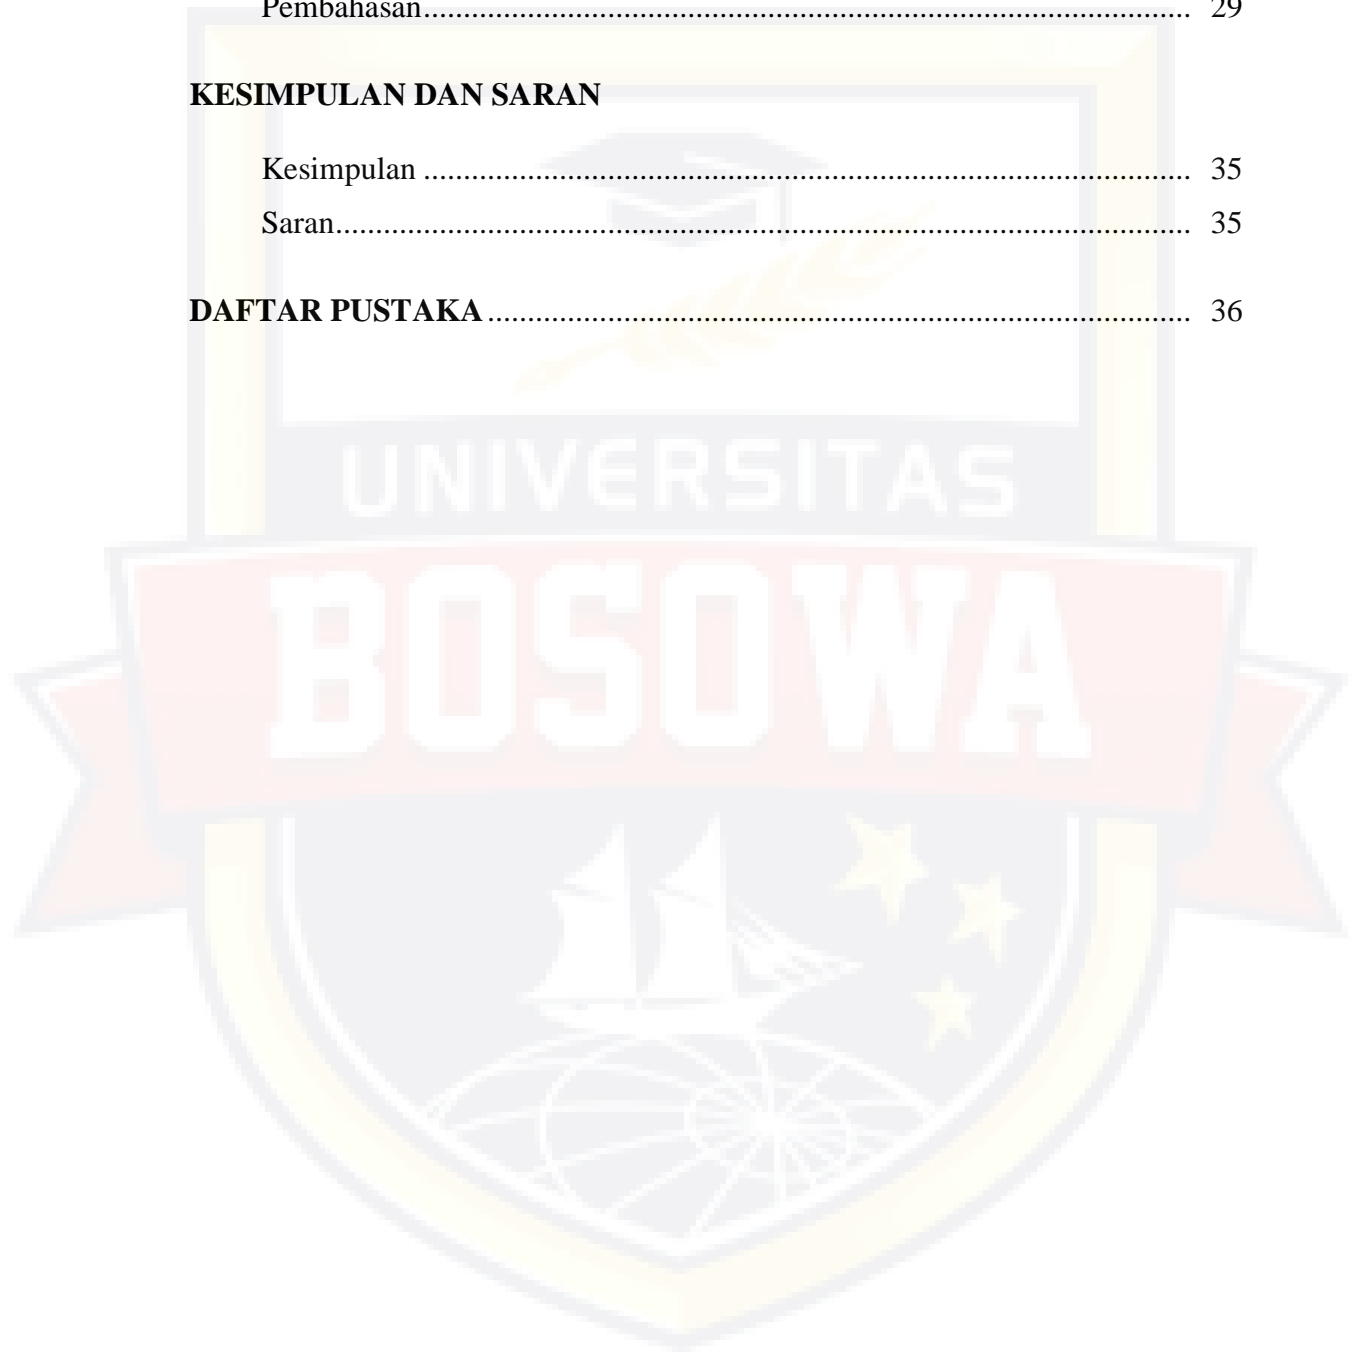 Pembahasan.................................................................................................. 29
KESIMPULAN DAN SARAN
Kesimpulan .................................................................................................. 35
Saran............................................................................................................. 35
DAFTAR PUSTAKA........................................................................................ 36
UNIVERSITAS
BOSOWA